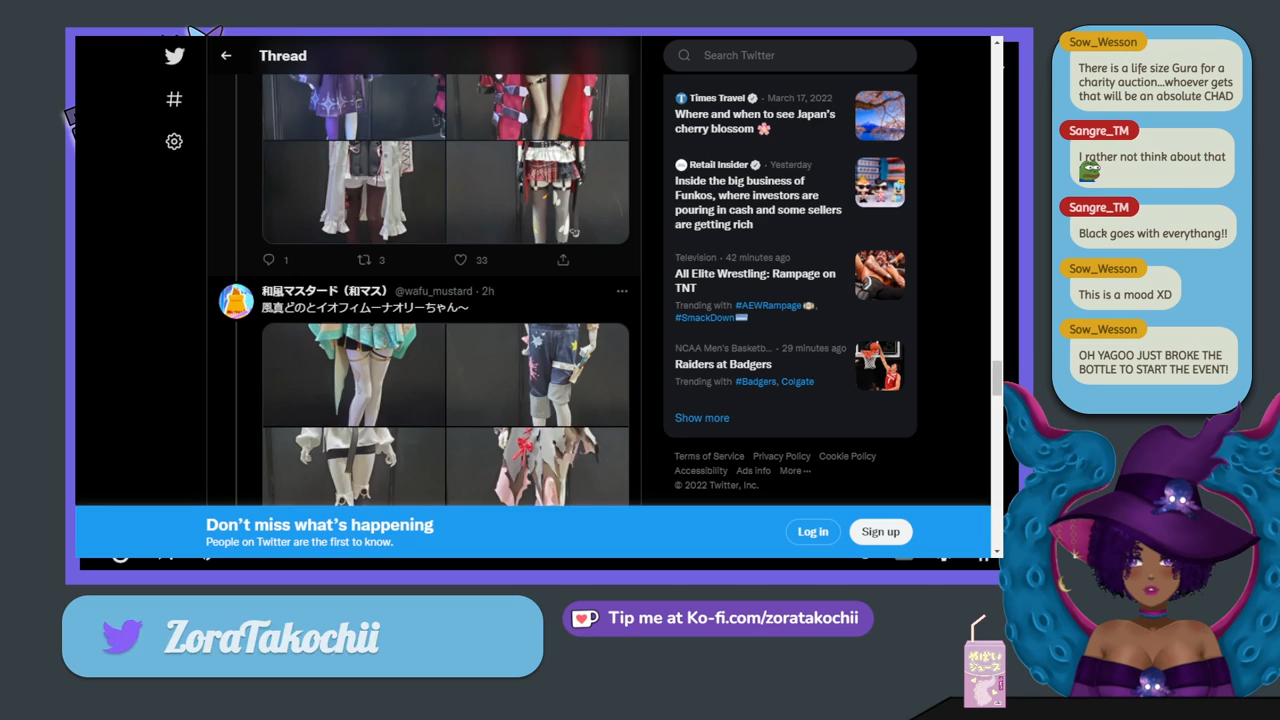 Thread
1
3
33
和風マスタード（和マス） @wafu_mustard · 2h
風真どのとイオフィムーナオリーちゃん〜
Search Twitter
Times Travel · March 17, 2022
Where and when to see Japan's
cherry blossom 🌸
Retail Insider · Yesterday
Inside the big business of
Funkos, where investors are
pouring in cash and some sellers
are getting rich
Television · 42 minutes ago
All Elite Wrestling: Rampage on
TNT
Trending with #AEWRampage,
#SmackDown
NCAA Men's Basketb... · 29 minutes ago
Raiders at Badgers
Trending with #Badgers, Colgate
Show more
Terms of Service Privacy Policy Cookie Policy
Accessibility Ads info More ···
© 2022 Twitter, Inc.
Don't miss what's happening
People on Twitter are the first to know.
Log in
Sign up
Sow_Wesson
There is a life size Gura for a
charity auction...whoever gets
that will be an absolute CHAD
Sangre_TM
I rather not think about that
Sangre_TM
Black goes with everythang!!
Sow_Wesson
This is a mood XD
Sow_Wesson
OH YAGOO JUST BROKE THE
BOTTLE TO START THE EVENT!
ZoraTakochii
Tip me at Ko-fi.com/zoratakochii
やばい
ジュース